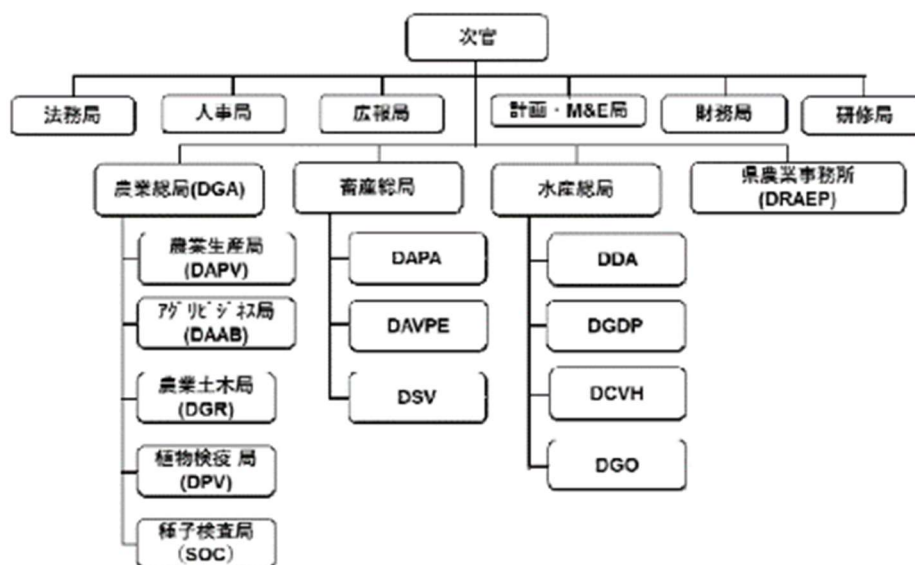 次官
法務局
人事局
広報局
計画・M&E局
財務局
研修局
農業総局(DGA)
畜産総局
水産総局
県農業事務所
(DRAEP)
農業生産局
(DAPV)
アグリビジネス局
(DAAB)
農業土木局
(DGR)
植物検疫 局
(DPV)
種子検査局
(SOC)
DAPA
DAVPE
DSV
DDA
DGDP
DCVH
DGO